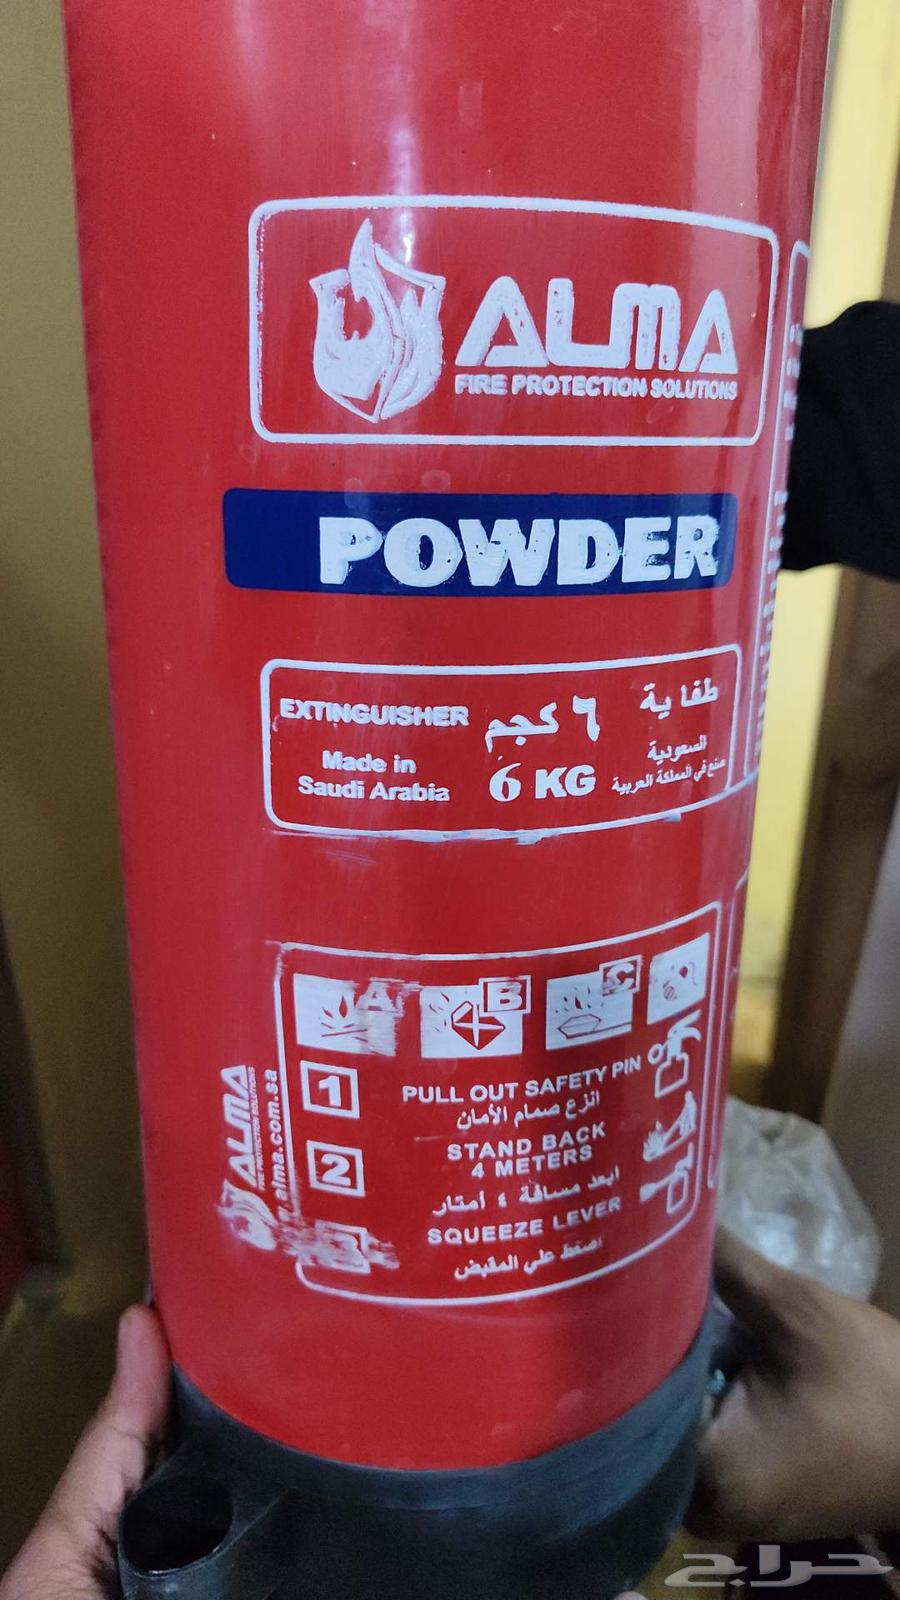 ALMA
FIRE PROTECTION SOLUTIONS
POWDER
EXTINGUISHER
Made in
Saudi Arabia
٦ كجم
6 KG
طفاية
صنع في المملكة العربية
السعودية
A
B
C
1
PULL OUT SAFETY PIN
انزع صمام الأمان
2
STAND BACK
4 METERS
ابعد مسافة ٤ أمتار
3
SQUEEZE LEVER
اضغط علي المقبض
ALMA
FIRE PROTECTION SOLUTIONS
alma.com.sa
حراج